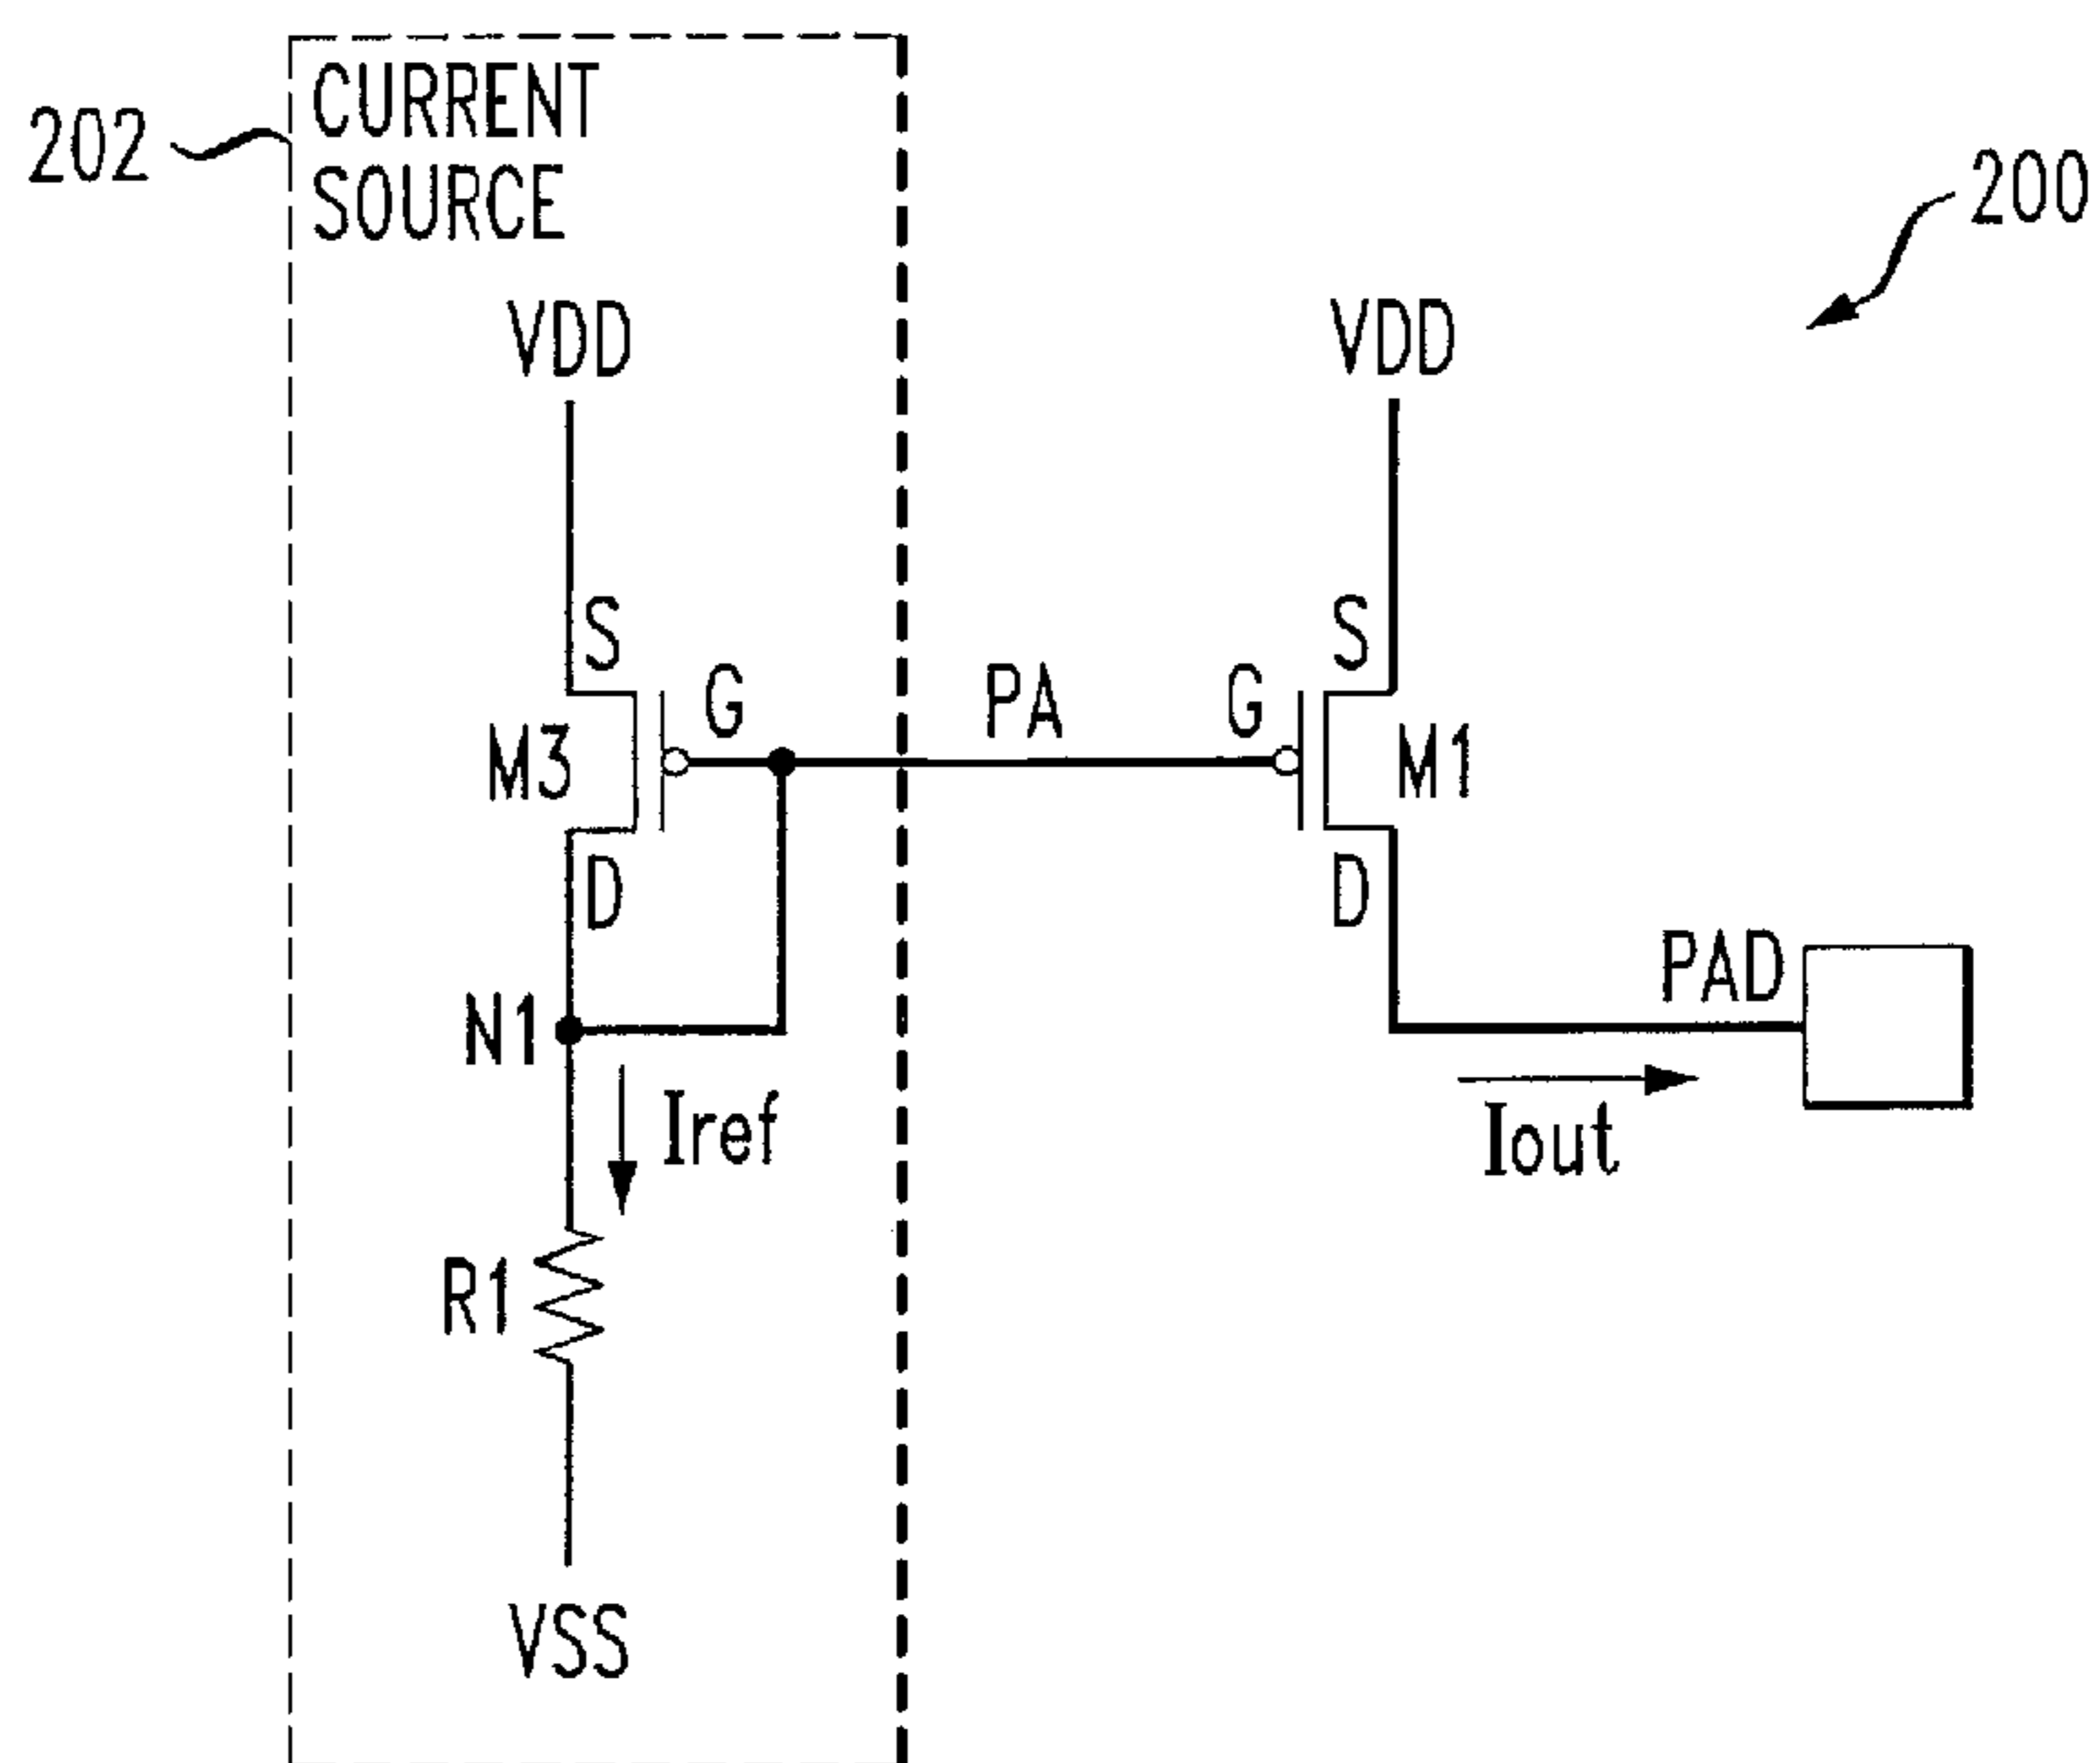 CURRENT
SOURCE
202
200
VDD
VDD
S
S
G
PA
G
M3
M1
D
D
PAD
N1
Iref
Iout
R1
VSS